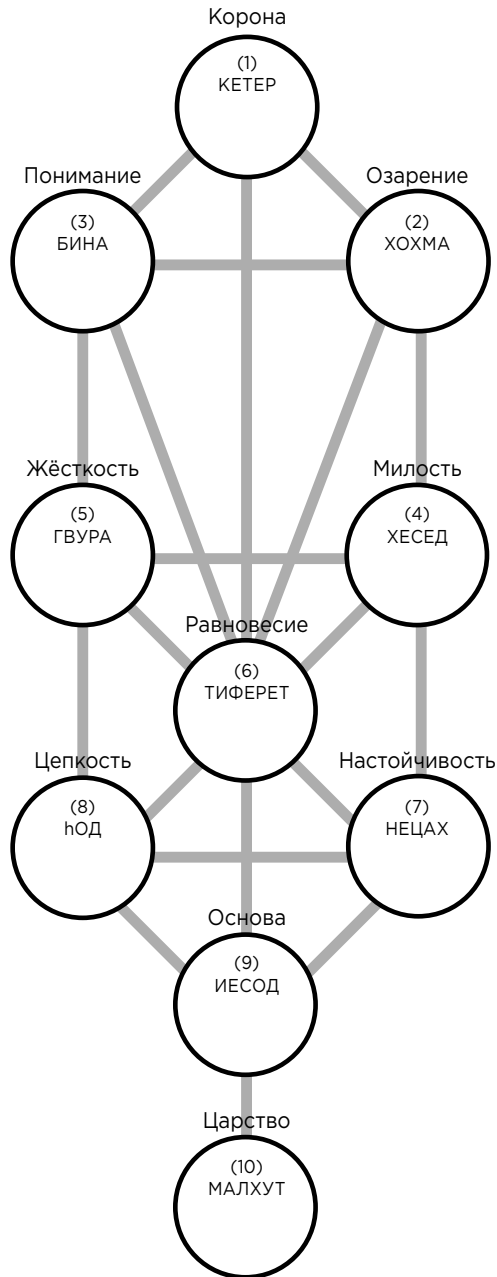 Корона
(1)
КЕТЕР
Понимание
Озарение
(3)
БИНА
(2)
ХОХМА
Жёсткость
Милость
(5)
ГВУРА
(4)
ХЕСЕД
Равновесие
(6)
ТИФЕРЕТ
Цепкость
Настойчивость
(8)
hОД
(7)
НЕЦАХ
Основа
(9)
ИЕСОД
Царство
(10)
МАЛХУТ